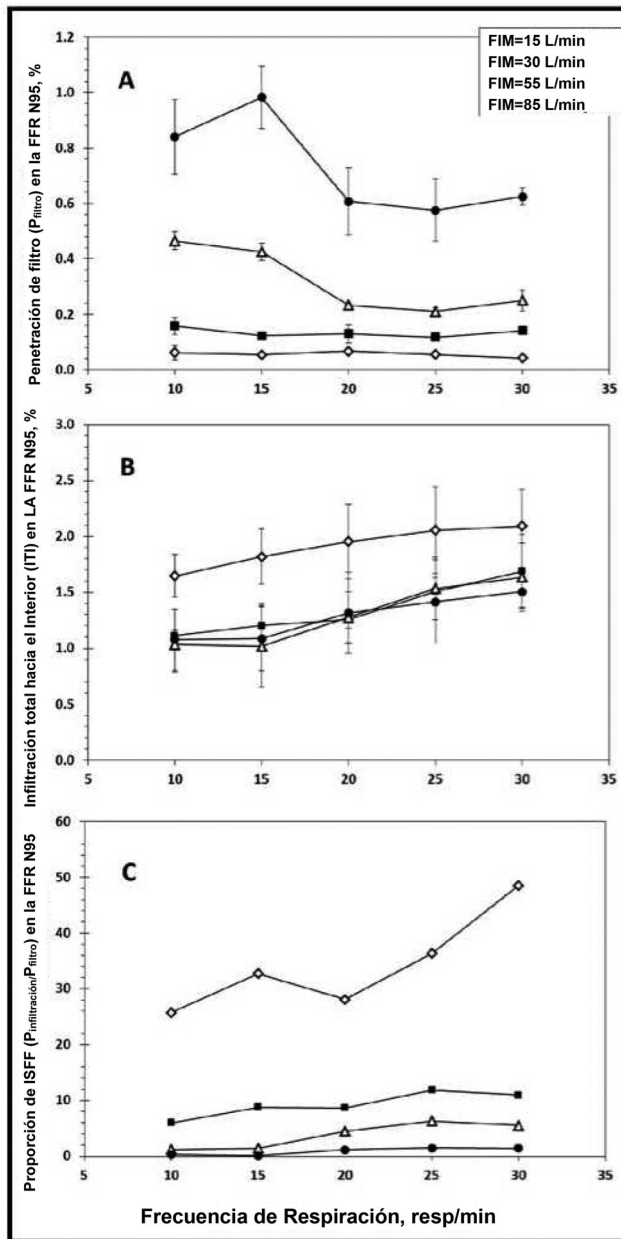 FIM=15 L/min
FIM=30 L/min
FIM=55 L/min
FIM=85 L/min
A
Penetración de filtro (Pfiltro) en la FFR N95, %
1.2
1.0
0.8
0.6
0.4
0.2
0.0
5 10 15 20 25 30 35
B
Infiltración total hacia el Interior (ITI) en LA FFR N95, %
3.0
2.5
2.0
1.5
1.0
0.5
0.0
5 10 15 20 25 30 35
C
Proporción de ISFF (Pinfiltración/Pfiltro) en la FFR N95
60
50
40
30
20
10
0
5 10 15 20 25 30 35
Frecuencia de Respiración, resp/min